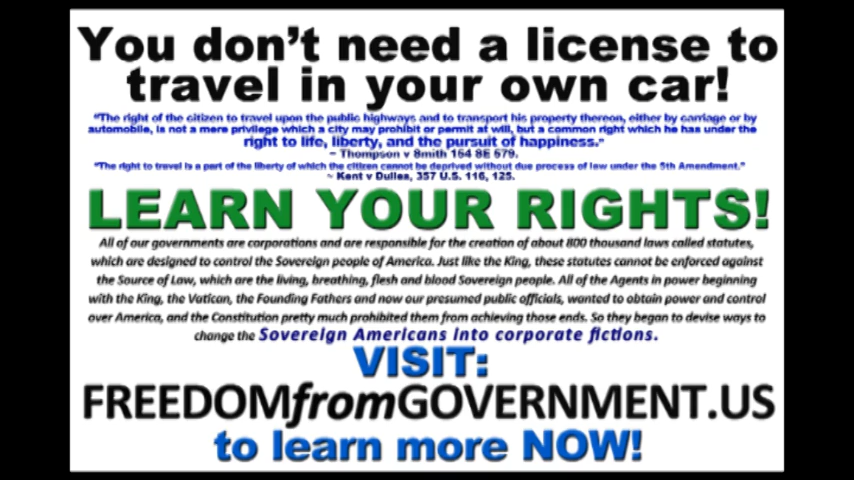 You don't need a license to
travel in your own car!
"The right of the citizen to travel upon the public highways and to transport his property thereon, either by carriage or by
automobile, is not a mere privilege which a city may prohibit or permit at will, but a common right which he has under the
right to life, liberty, and the pursuit of happiness."
~ Thompson v Smith 154 SE 579.
"The right to travel is a part of the liberty of which the citizen cannot be deprived without due process of law under the 5th Amendment."
~ Kent v Dulles, 357 U.S. 116, 125.
LEARN YOUR RIGHTS!
All of our governments are corporations and are responsible for the creation of about 800 thousand laws called statutes,
which are designed to control the Sovereign people of America. Just like the King, these statutes cannot be enforced against
the Source of Law, which are the living, breathing, flesh and blood Sovereign people. All of the Agents in power beginning
with the King, the Vatican, the Founding Fathers and now our presumed public officials, wanted to obtain power and control
over America, and the Constitution pretty much prohibited them from achieving those ends. So they began to devise ways to
change the Sovereign Americans into corporate fictions.
VISIT:
FREEDOMfromGOVERNMENT.US
to learn more NOW!